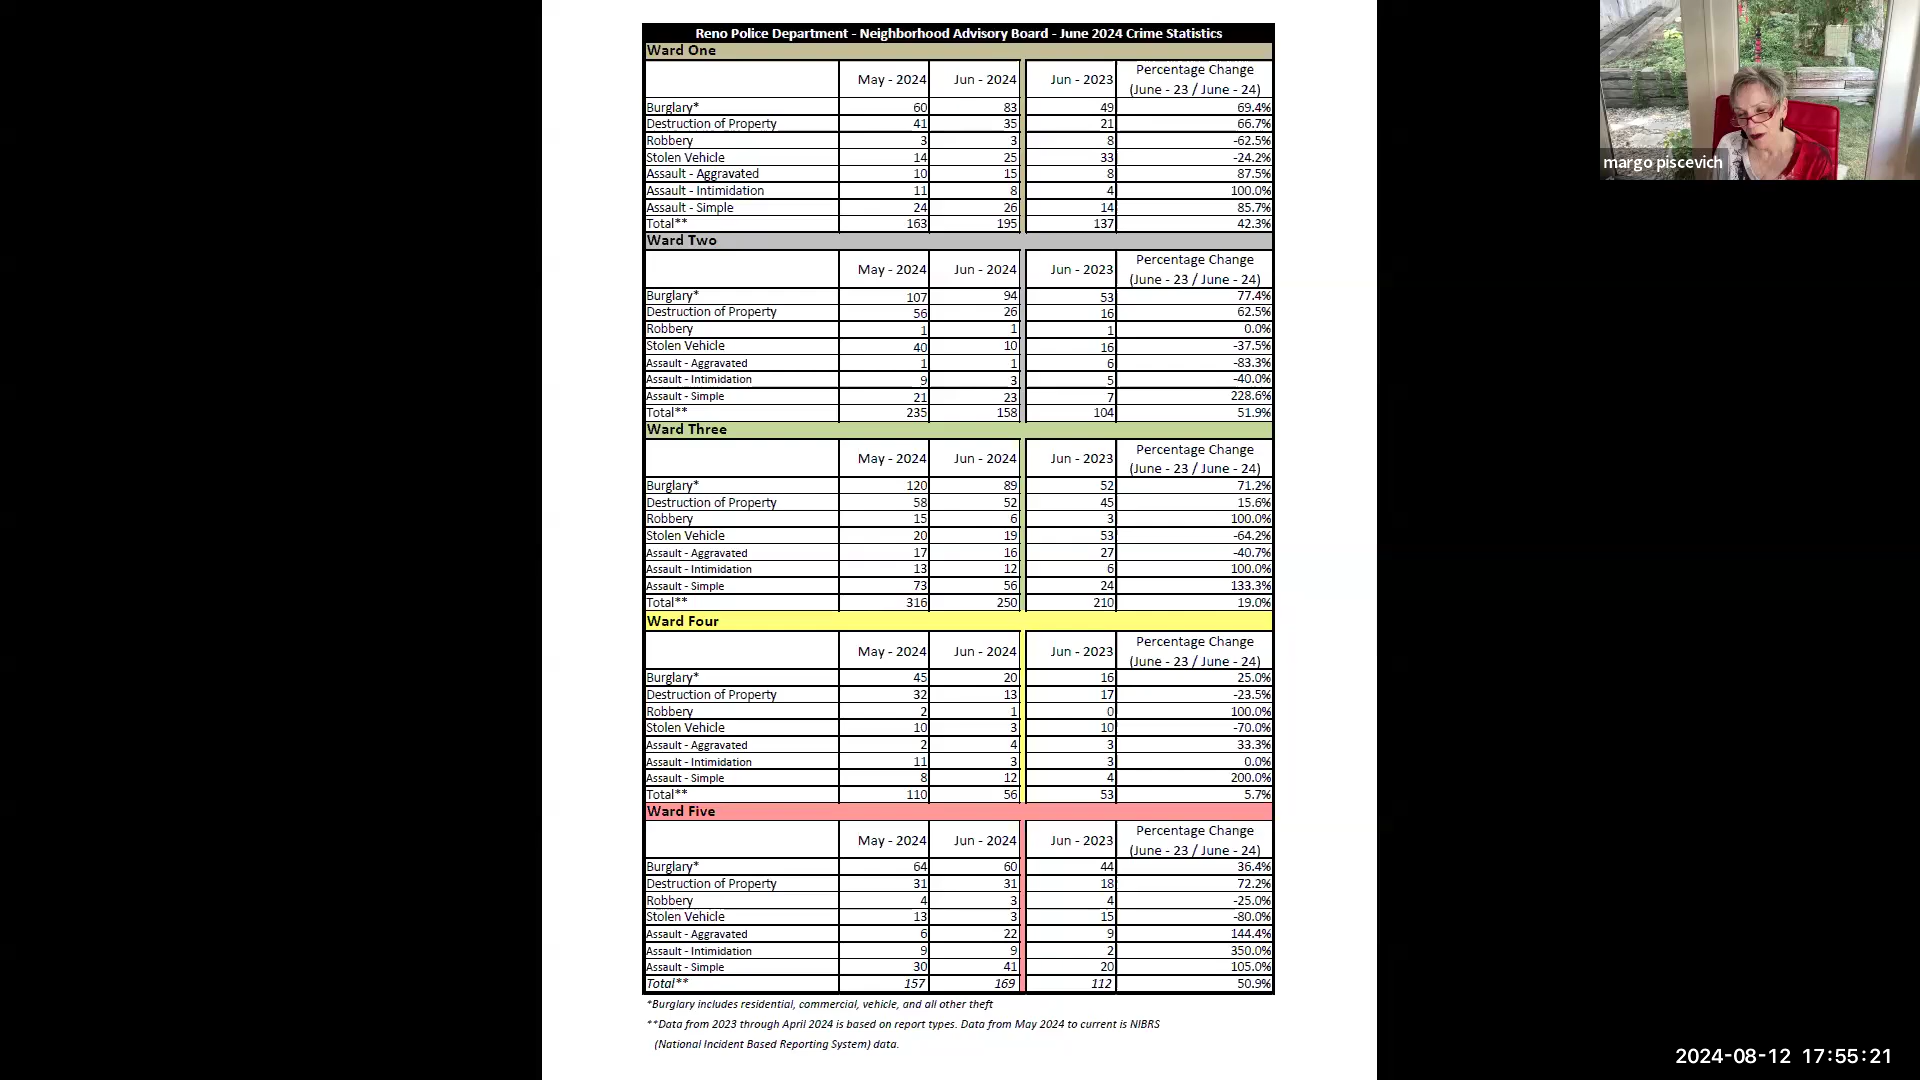 Reno Police Department - Neighborhood Advisory Board - June 2024 Crime Statistics
Ward One
May - 2024 Jun - 2024 Jun - 2023 Percentage Change
(June - 23 / June - 24)
Burglary* 60 83 49 69.4%
Destruction of Property 41 35 21 66.7%
Robbery 3 3 8 -62.5%
Stolen Vehicle 14 25 33 -24.2%
Assault - Aggravated 10 15 8 87.5%
Assault - Intimidation 11 8 4 100.0%
Assault - Simple 24 26 14 85.7%
Total** 163 195 137 42.3%
Ward Two
May - 2024 Jun - 2024 Jun - 2023 Percentage Change
(June - 23 / June - 24)
Burglary* 107 94 53 77.4%
Destruction of Property 56 26 16 62.5%
Robbery 1 1 1 0.0%
Stolen Vehicle 40 10 16 -37.5%
Assault - Aggravated 1 1 6 -83.3%
Assault - Intimidation 9 3 5 -40.0%
Assault - Simple 21 23 7 228.6%
Total** 235 158 104 51.9%
Ward Three
May - 2024 Jun - 2024 Jun - 2023 Percentage Change
(June - 23 / June - 24)
Burglary* 120 89 52 71.2%
Destruction of Property 58 52 45 15.6%
Robbery 15 6 3 100.0%
Stolen Vehicle 20 19 53 -64.2%
Assault - Aggravated 17 16 27 -40.7%
Assault - Intimidation 13 12 6 100.0%
Assault - Simple 73 56 24 133.3%
Total** 316 250 210 19.0%
Ward Four
May - 2024 Jun - 2024 Jun - 2023 Percentage Change
(June - 23 / June - 24)
Burglary* 45 20 16 25.0%
Destruction of Property 32 13 17 -23.5%
Robbery 2 1 0 100.0%
Stolen Vehicle 10 3 10 -70.0%
Assault - Aggravated 2 4 3 33.3%
Assault - Intimidation 11 3 3 0.0%
Assault - Simple 8 12 4 200.0%
Total** 110 56 53 5.7%
Ward Five
May - 2024 Jun - 2024 Jun - 2023 Percentage Change
(June - 23 / June - 24)
Burglary* 64 60 44 36.4%
Destruction of Property 31 31 18 72.2%
Robbery 4 3 4 -25.0%
Stolen Vehicle 13 3 15 -80.0%
Assault - Aggravated 6 22 9 144.4%
Assault - Intimidation 9 9 2 350.0%
Assault - Simple 30 41 20 105.0%
Total** 157 169 112 50.9%
*Burglary includes residential, commercial, vehicle, and all other theft
**Data from 2023 through April 2024 is based on report types. Data from May 2024 to current is NIBRS
(National Incident Based Reporting System) data.
margo piscevich
2024-08-12 17:55:21